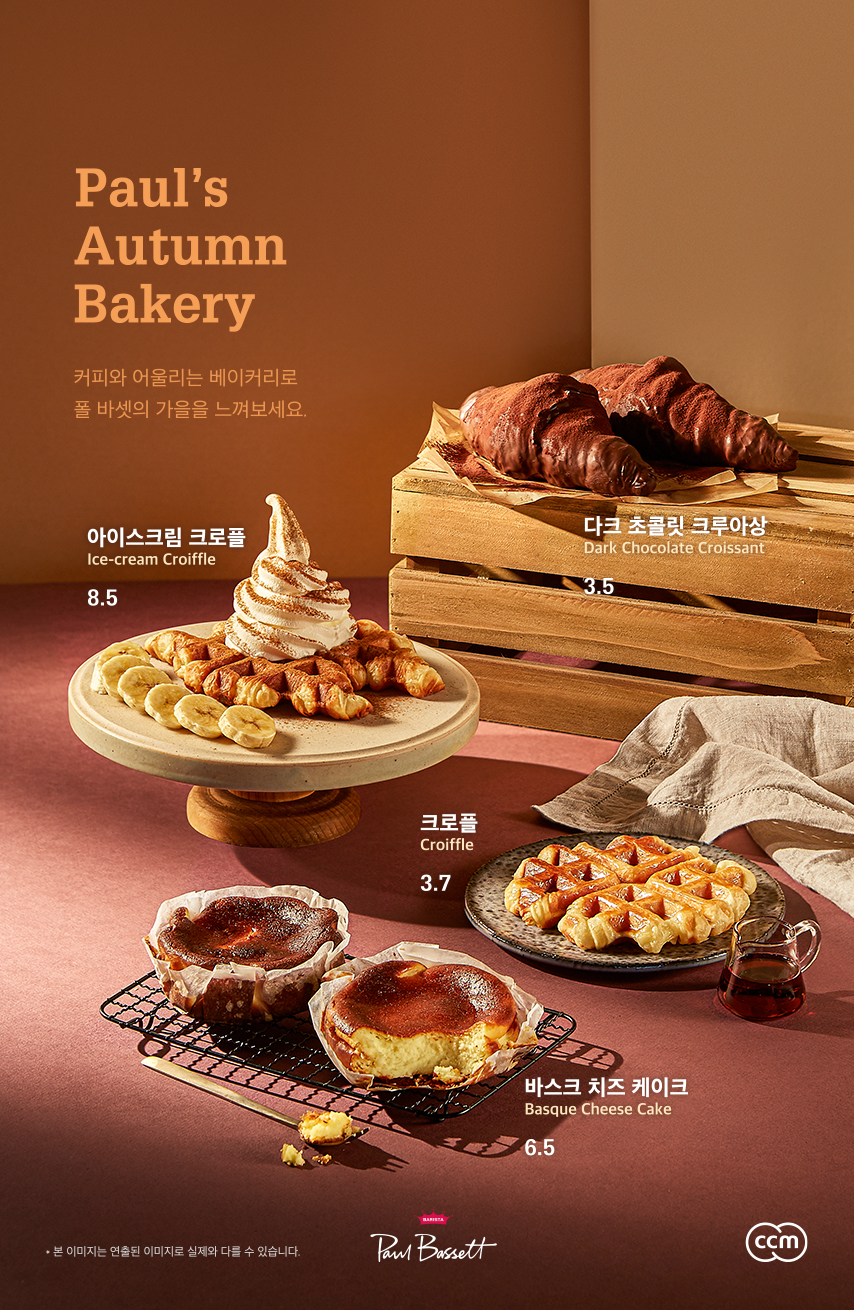 Paul's
Autumn
Bakery
커피와 어울리는 베이커리로
폴 바셋의 가을을 느껴보세요.
아이스크림 크로플
Ice-cream Croiffle
8.5
다크 초콜릿 크루아상
Dark Chocolate Croissant
3.5
크로플
Croiffle
3.7
바스크 치즈 케이크
Basque Cheese Cake
6.5
• 본 이미지는 연출된 이미지로 실제와 다를 수 있습니다.
BARISTA
Paul Bassett
ccm